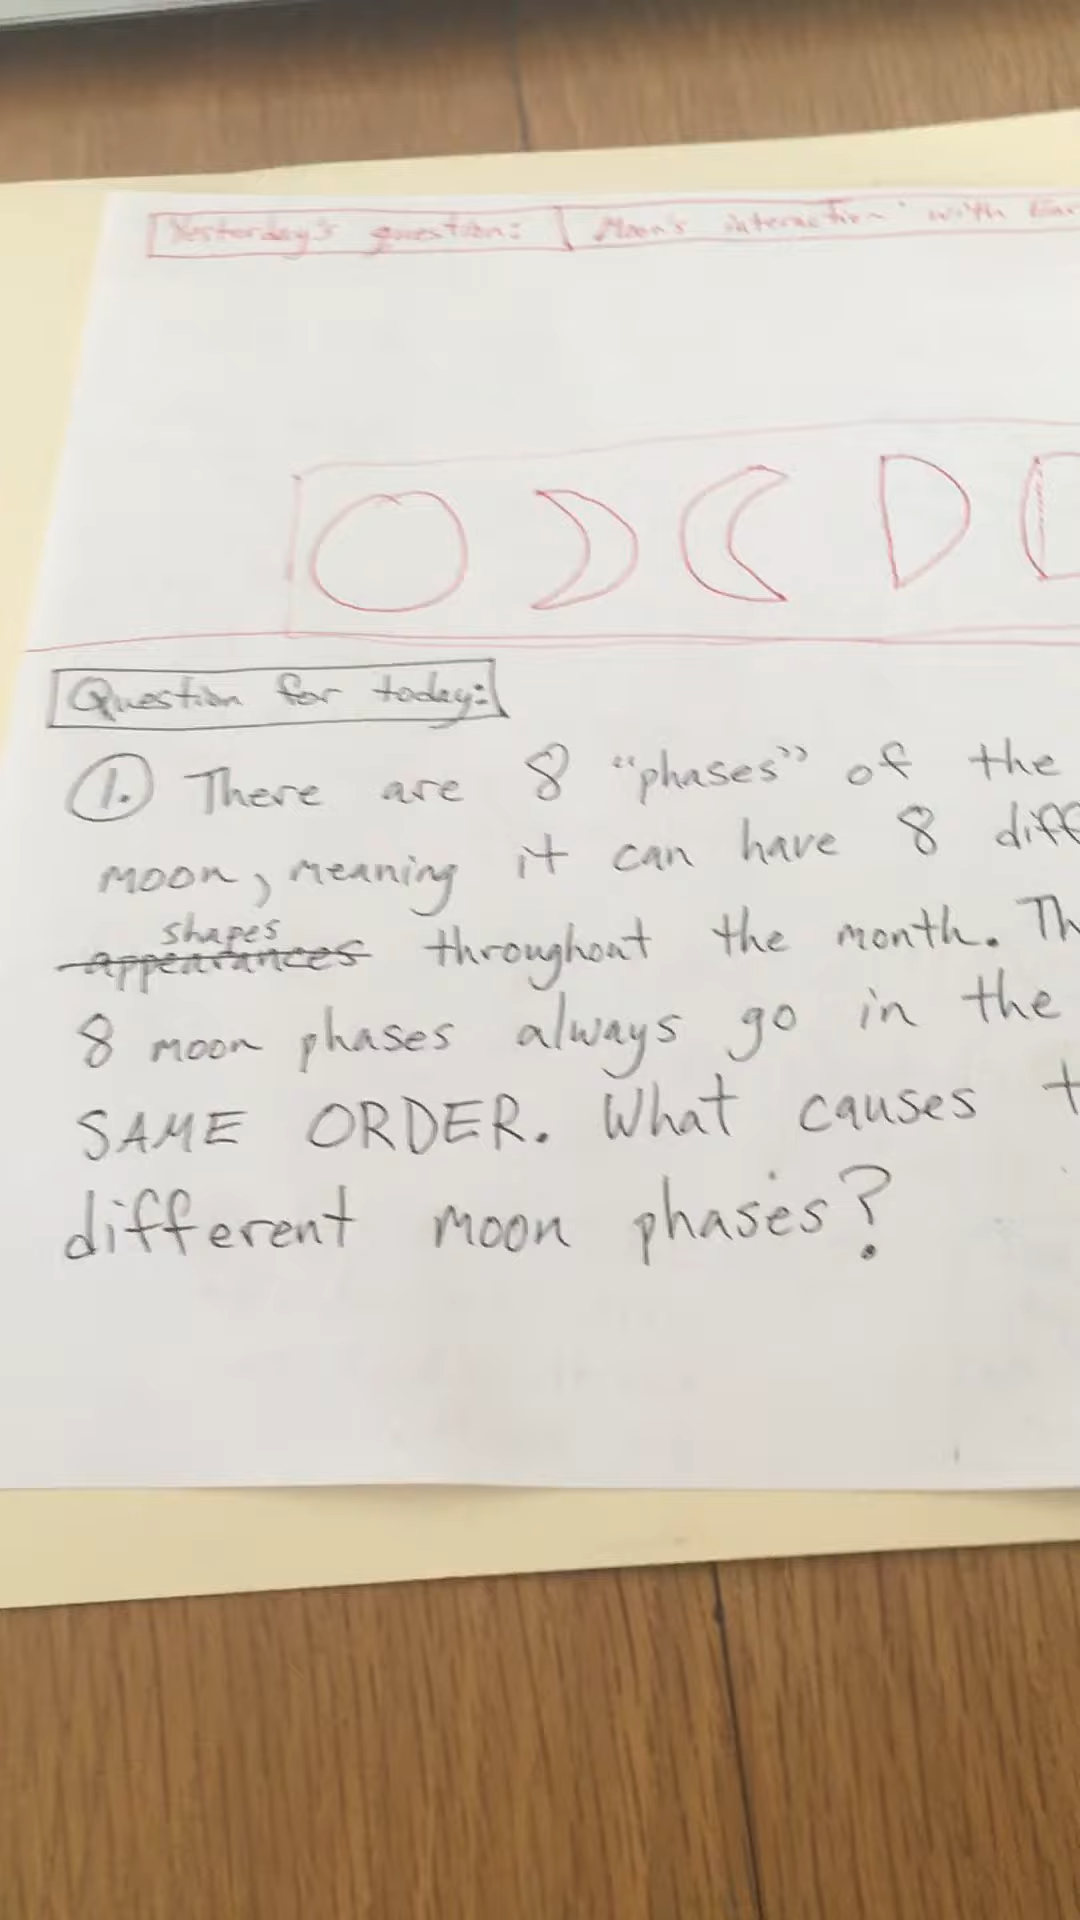 Yesterday's question: Moon's interaction with
Question for today:
1. There are 8 "phases" of the
moon, meaning it can have 8 diff
shapes
appearances throughout the month. Th
8 moon phases always go in the
SAME ORDER. What causes t
different moon phases?